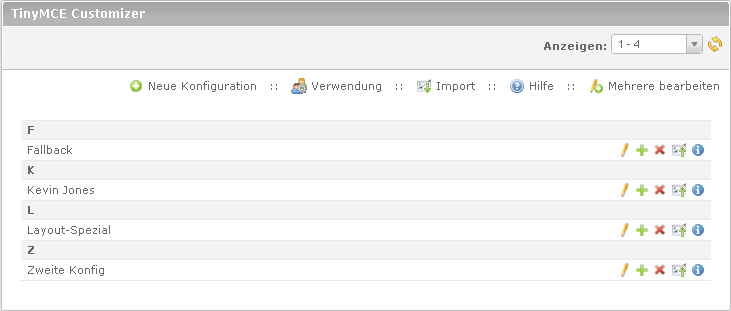 TinyMCE Customizer
Anzeigen: 1 - 4
Neue Konfiguration :: Verwendung :: Import :: Hilfe :: Mehrere bearbeiten
F
Fallback
K
Kevin Jones
L
Layout-Spezial
Z
Zweite Konfig